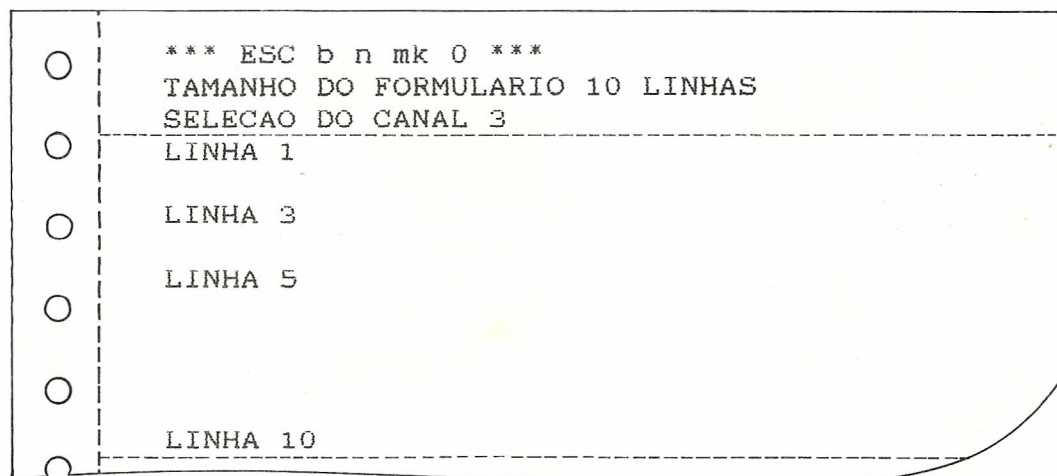 *** ESC b n mk 0 ***
TAMANHO DO FORMULARIO 10 LINHAS
SELECAO DO CANAL 3
LINHA 1
LINHA 3
LINHA 5
LINHA 10